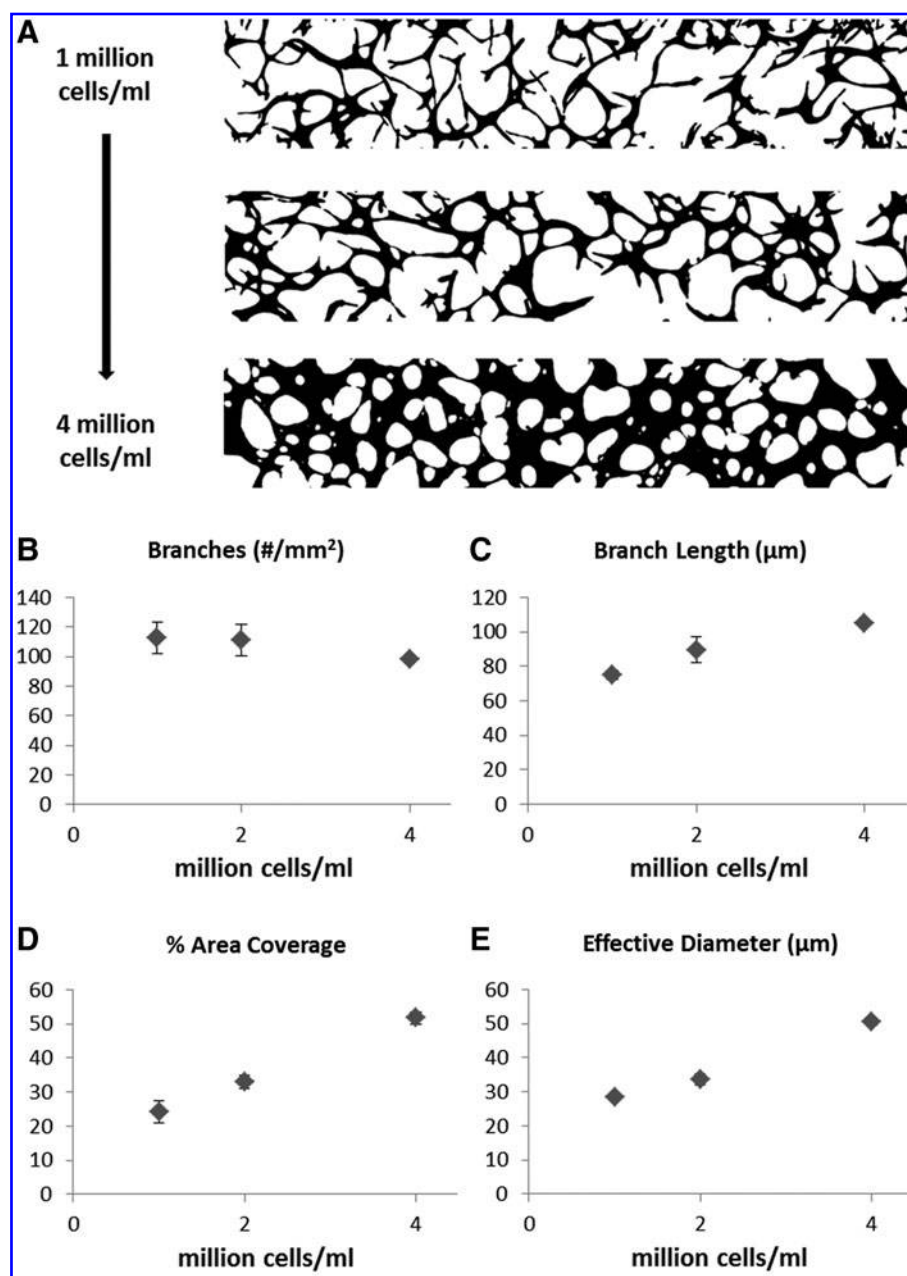 A
1 million
cells/ml
4 million
cells/ml
B
Branches (#/mm²)
140
120
100
80
60
40
20
0
0
2
4
million cells/ml
C
Branch Length (µm)
120
100
80
60
40
20
0
0
2
4
million cells/ml
D
% Area Coverage
60
50
40
30
20
10
0
0
2
4
million cells/ml
E
Effective Diameter (µm)
60
50
40
30
20
10
0
0
2
4
million cells/ml